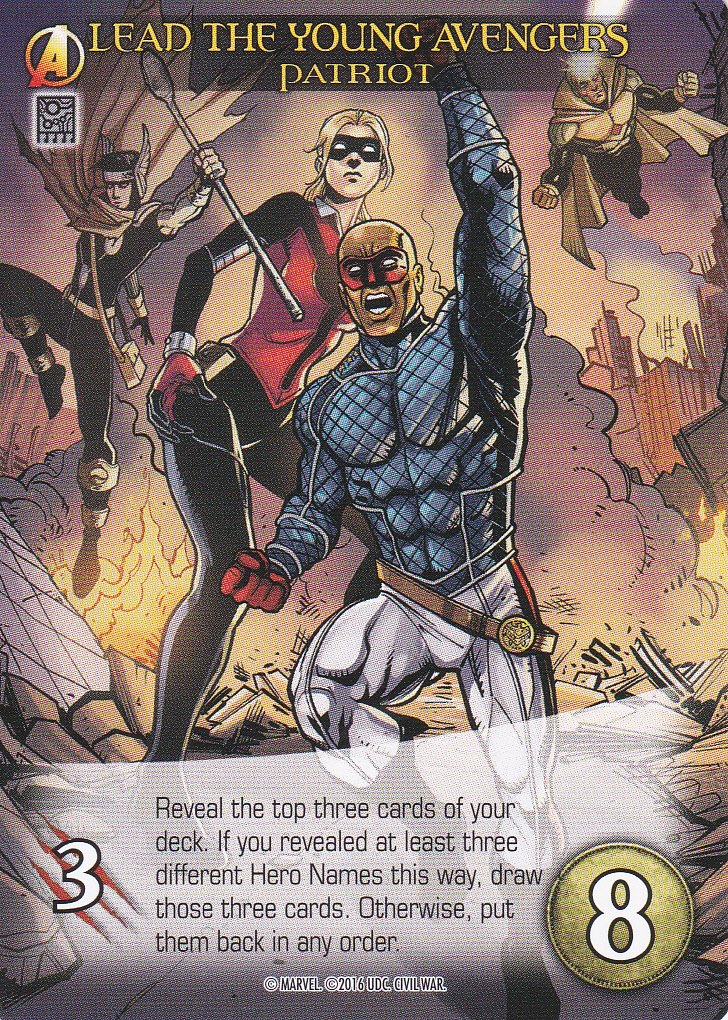 LEAD THE YOUNG AVENGERS
PATRIOT
Reveal the top three cards of your
deck. If you revealed at least three
different Hero Names this way, draw
those three cards. Otherwise, put
them back in any order.
3
8
© MARVEL. ©2016 UDC. CIVIL WAR.